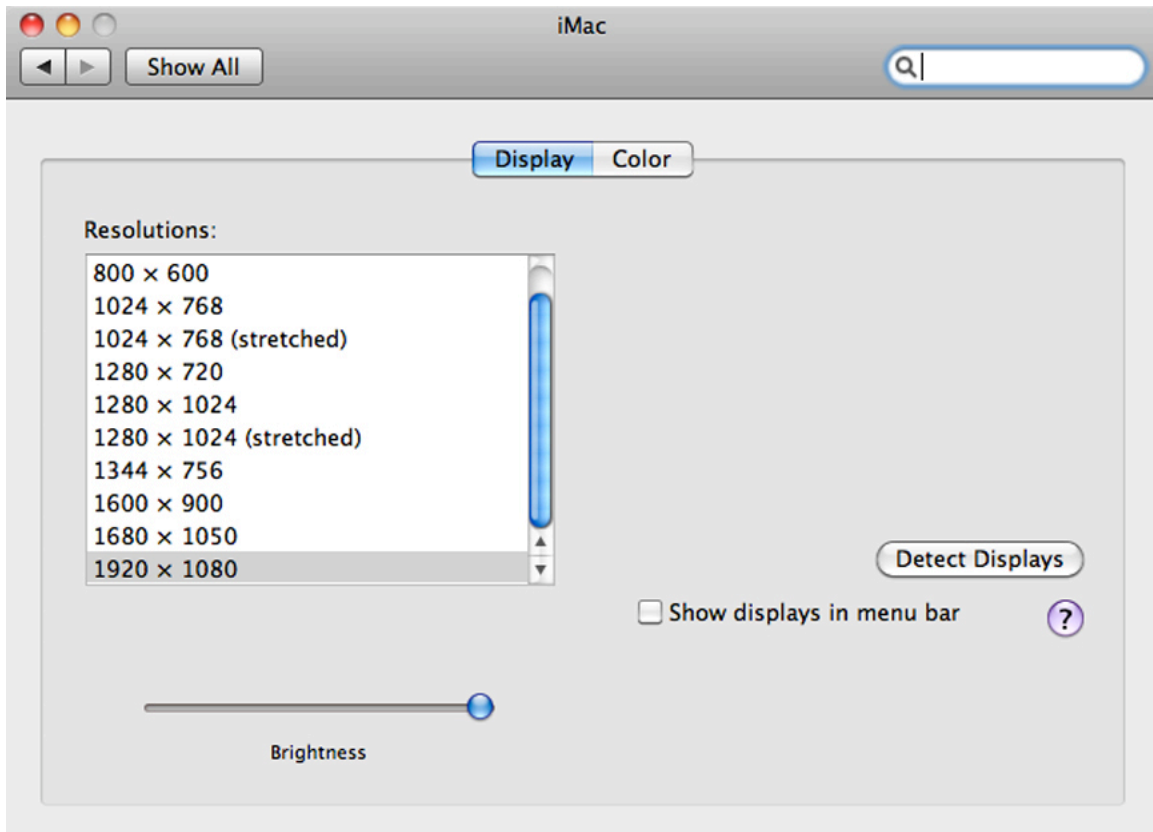 iMac
Show All
Display Color
Resolutions:
800 × 600
1024 × 768
1024 × 768 (stretched)
1280 × 720
1280 × 1024
1280 × 1024 (stretched)
1344 × 756
1600 × 900
1680 × 1050
1920 × 1080
Detect Displays
Show displays in menu bar
?
Brightness